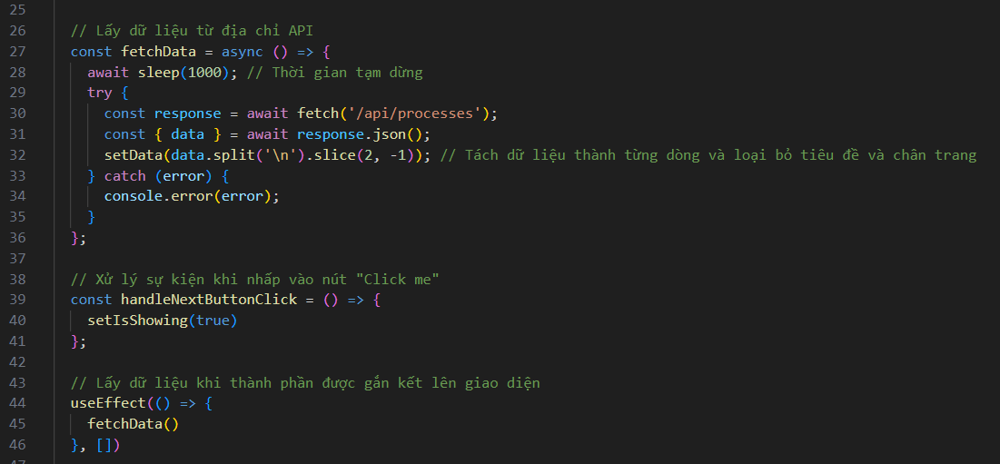 25
26 // Lấy dữ liệu từ địa chỉ API
27 const fetchData = async () => {
28 await sleep(1000); // Thời gian tạm dừng
29 try {
30 const response = await fetch('/api/processes');
31 const { data } = await response.json();
32 setData(data.split('\n').slice(2, -1)); // Tách dữ liệu thành từng dòng và loại bỏ tiêu đề và chân trang
33 } catch (error) {
34 console.error(error);
35 }
36 };
37
38 // Xử lý sự kiện khi nhấp vào nút "Click me"
39 const handleNextButtonClick = () => {
40 setIsShowing(true)
41 };
42
43 // Lấy dữ liệu khi thành phần được gắn kết lên giao diện
44 useEffect(() => {
45 fetchData()
46 }, [])